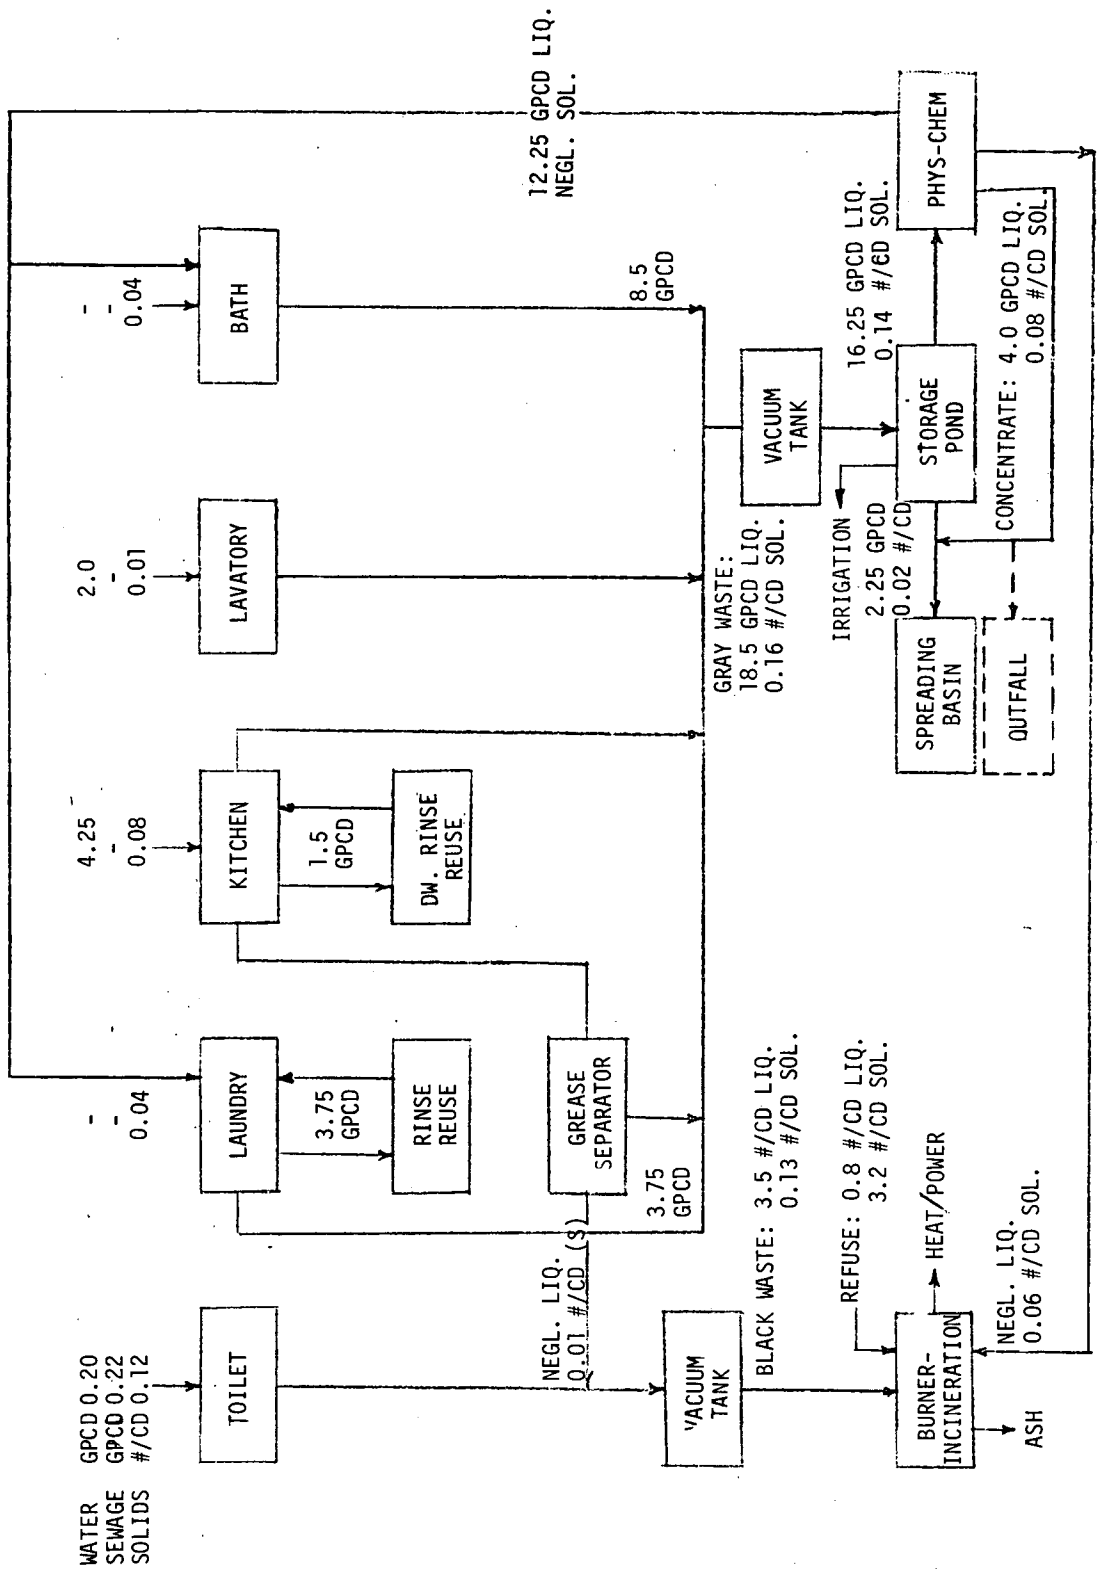 WATER GPCD 0.20
SEWAGE GPCD 0.22
SOLIDS #/CD 0.12
-
-
0.04
4.25
-
0.08
2.0
-
0.01
-
-
0.04
TOILET
LAUNDRY
KITCHEN
LAVATORY
BATH
3.75
GPCD
1.5
GPCD
RINSE
REUSE
DW. RINSE
REUSE
12.25 GPCD LIQ.
NEGL. SOL.
NEGL. LIQ.
0.01 #/CD (S)
GREASE
SEPARATOR
3.75
GPCD
8.5
GPCD
VACUUM
TANK
GRAY WASTE:
18.5 GPCD LIQ.
0.16 #/CD SOL.
VACUUM
TANK
BLACK WASTE: 3.5 #/CD LIQ.
0.13 #/CD SOL.
REFUSE: 0.8 #/CD LIQ.
3.2 #/CD SOL.
IRRIGATION
2.25 GPCD
0.02 #/CD
16.25 GPCD LIQ.
0.14 #/CD SOL.
BURNER-
INCINERATION
HEAT/POWER
SPREADING
BASIN
STORAGE
POND
PHYS-CHEM
ASH
NEGL. LIQ.
0.06 #/CD SOL.
OUTFALL
CONCENTRATE: 4.0 GPCD LIQ.
0.08 #/CD SOL.